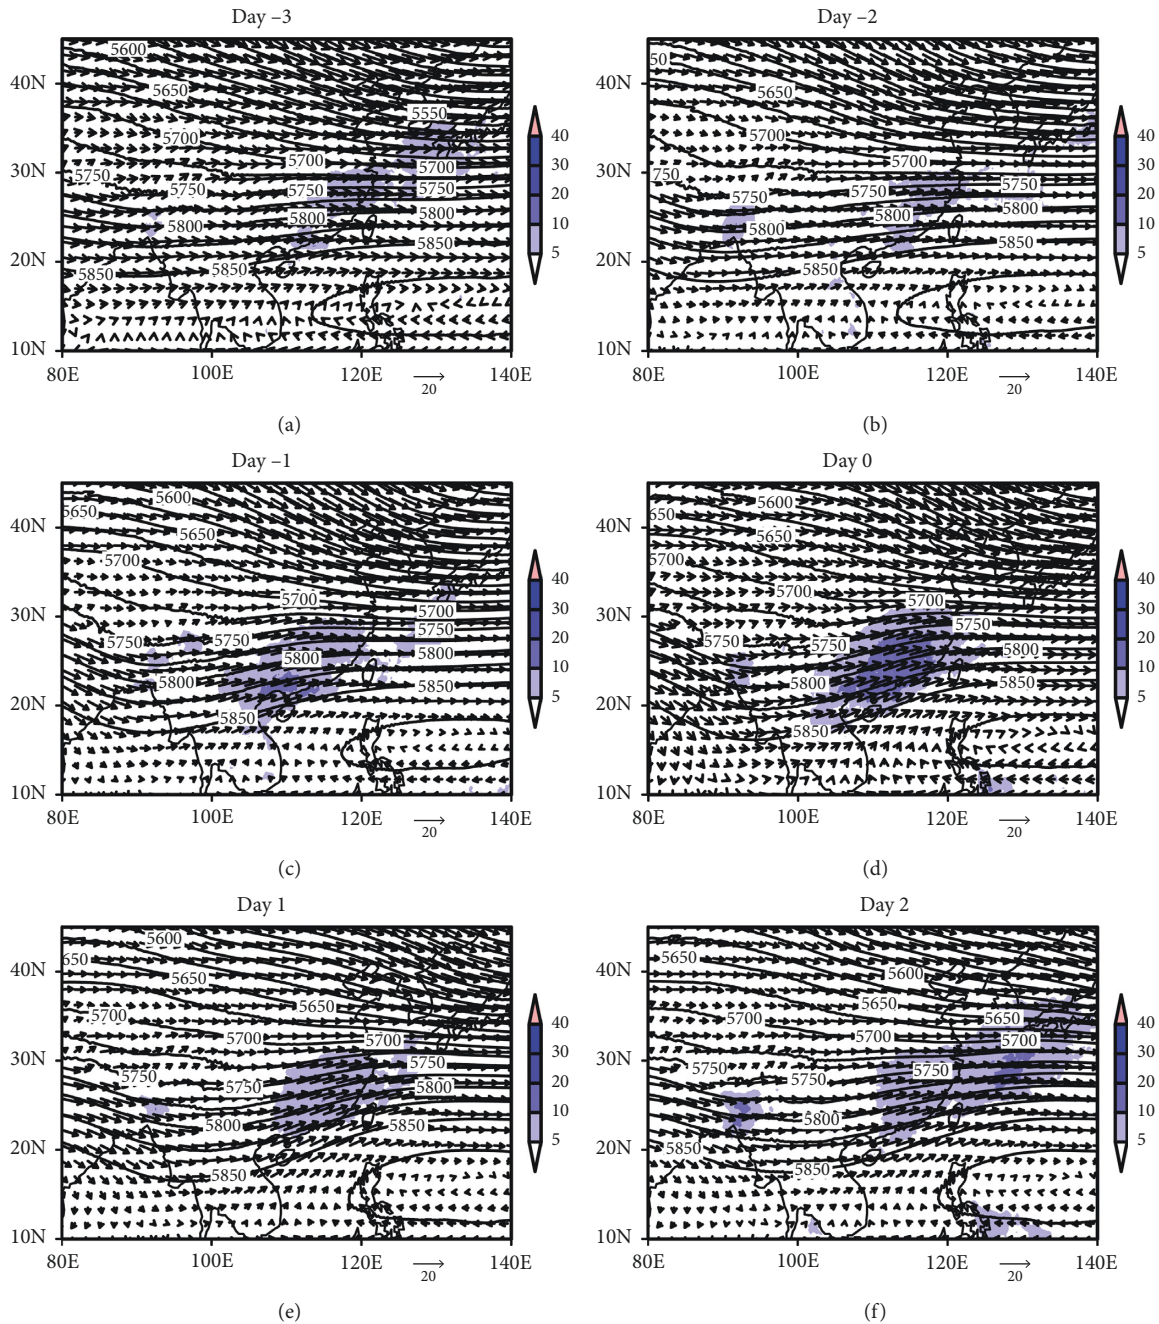 Day –3
5600
5650
5550
5700
5700
5700
5750
5750
5750
5750
5800
5800
5800
5850
5850
5850
40N
30N
20N
10N
80E
100E
120E
140E
20
40
30
20
10
5
(a)
Day –2
50
5650
5700
5700
5750
5750
5750
5750
5800
5800
5800
5850
5850
40N
30N
20N
10N
80E
100E
120E
140E
20
40
30
20
10
5
(b)
Day –1
5600
5650
5650
5700
5700
5700
5750
5750
5750
5800
5800
5800
5850
5850
40N
30N
20N
10N
80E
100E
120E
140E
20
40
30
20
10
5
(c)
Day 0
5600
650
5650
5700
5700
5700
5750
5750
5750
5800
5800
5850
5850
40N
30N
20N
10N
80E
100E
120E
140E
20
40
30
20
10
5
(d)
Day 1
5600
650
5650
5650
5700
5700
5700
5750
5750
5750
5800
5800
5850
5850
40N
30N
20N
10N
80E
100E
120E
140E
20
40
30
20
10
5
(e)
Day 2
5650
5600
5650
5650
5700
5700
5700
5750
5750
5750
5800
5850
5850
40N
30N
20N
10N
80E
100E
120E
140E
20
40
30
20
10
5
(f)